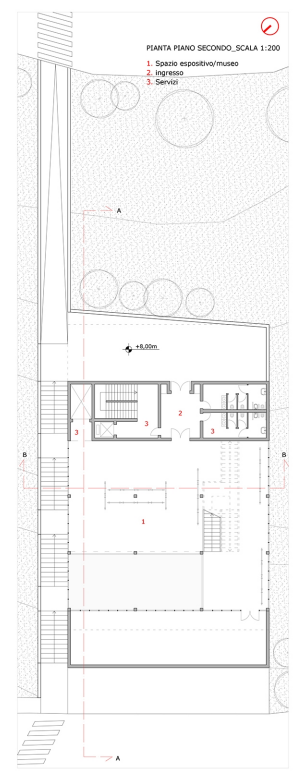 PIANTA PIANO SECONDO_SCALA 1:200
1. Spazio espositivo/museo
2. ingresso
3. Servizi
A
+8,00m
2
3
3
3
B
B
1
A